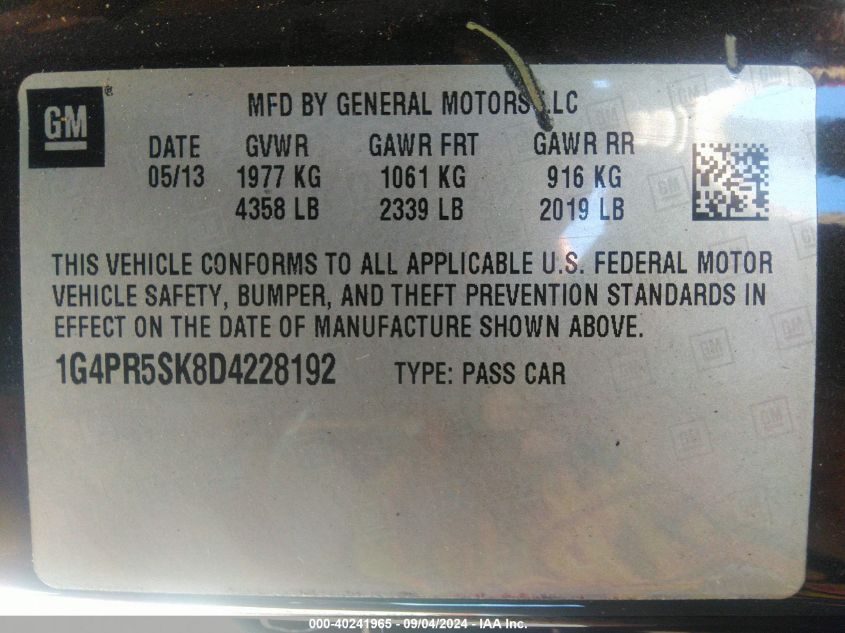 GM
®
MFD BY GENERAL MOTORS LLC
DATE GVWR GAWR FRT GAWR RR
05/13 1977 KG 1061 KG 916 KG
4358 LB 2339 LB 2019 LB
THIS VEHICLE CONFORMS TO ALL APPLICABLE U.S. FEDERAL MOTOR
VEHICLE SAFETY, BUMPER, AND THEFT PREVENTION STANDARDS IN
EFFECT ON THE DATE OF MANUFACTURE SHOWN ABOVE.
1G4PR5SK8D4228192 TYPE: PASS CAR
000-40241965 - 09/04/2024 - IAA Inc.